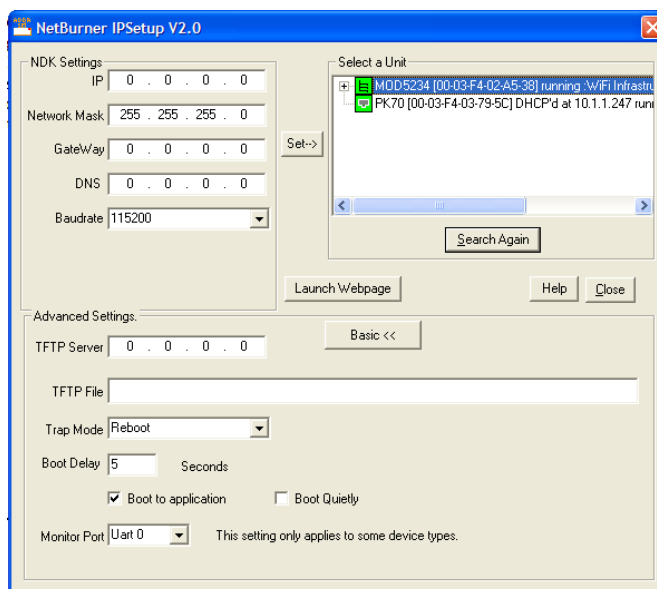 NetBurner IPSetup V2.0
NDK Settings
IP 0 . 0 . 0 . 0
Network Mask 255 . 255 . 255 . 0
GateWay 0 . 0 . 0 . 0
DNS 0 . 0 . 0 . 0
Baudrate 115200
Set-->
Select a Unit
MOD5234 [00-03-F4-02-A5-38] running :WiFi Infrastru
PK70 [00-03-F4-03-79-5C] DHCP'd at 10.1.1.247 runn
Search Again
Launch Webpage
Help
Close
Advanced Settings.
Basic <<
TFTP Server 0 . 0 . 0 . 0
TFTP File
Trap Mode Reboot
Boot Delay 5 Seconds
Boot to application
Boot Quietly
Monitor Port Uart 0
This setting only applies to some device types.